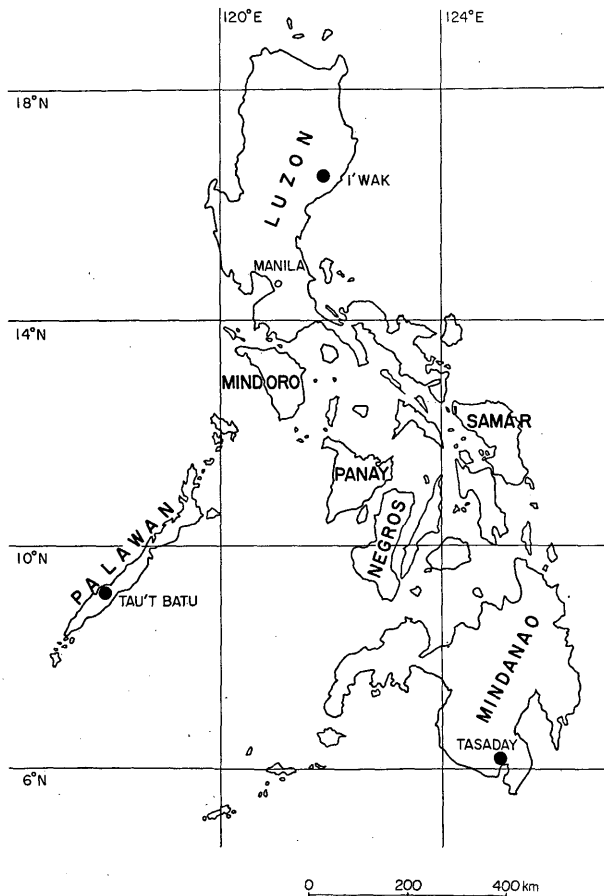 120°E
124°E
18°N
LUZON
I'WAK
MANILA
14°N
MINDORO
SAMAR
PANAY
NEGROS
10°N
PALAWAN
TAU'T BATU
MINDANAO
TASADAY
6°N
0 200 400 km